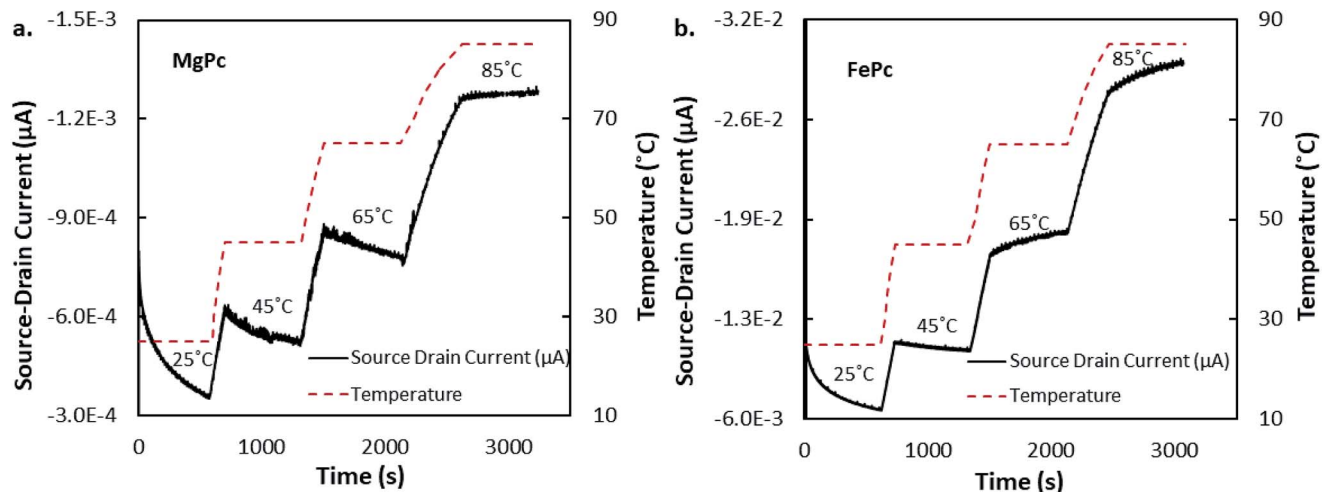 a.
MgPc
-1.5E-3
-1.2E-3
-9.0E-4
-6.0E-4
-3.0E-4
Source-Drain Current (µA)
90
70
50
30
10
Temperature (˚C)
25˚C
45˚C
65˚C
85˚C
Source Drain Current (µA)
Temperature
0
1000
2000
3000
Time (s)
b.
FePc
-3.2E-2
-2.6E-2
-1.9E-2
-1.3E-2
-6.0E-3
Source-Drain Current (µA)
90
70
50
30
10
Temperature (˚C)
25˚C
45˚C
65˚C
85˚C
Source Drain Current (µA)
Temperature
0
1000
2000
3000
Time (s)